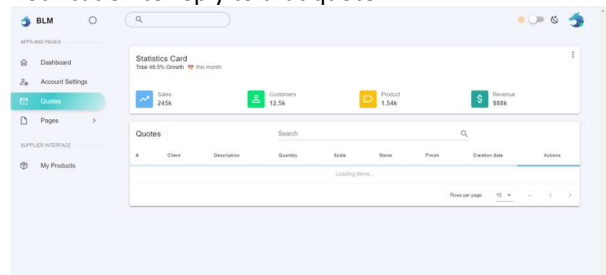 BLM
APPS AND PAGES
Dashboard
Account Settings
Quotes
Pages
SUPPLIER INTERFACE
My Products
Statistics Card
Total 48.5% Growth this month
Sales
245k
Customers
12.5k
Product
1.54k
Revenue
$88k
Quotes
Search
# Client Description Quantity Scale Stone Finish Creation date Actions
Loading items...
Rows per page: 10 –